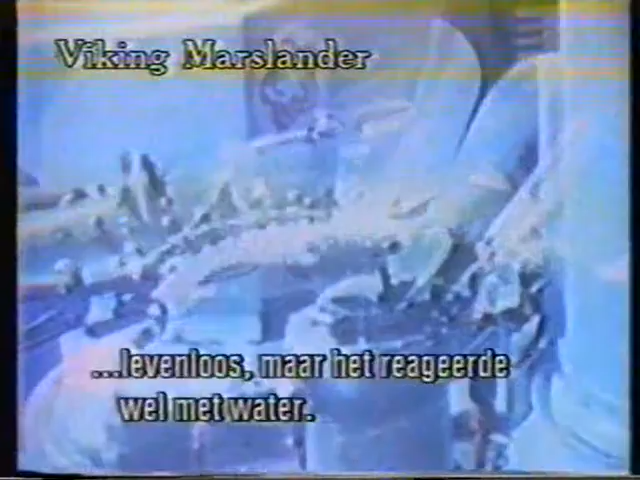 Viking Marslander
...levenloos, maar het reageerde
wel met water.